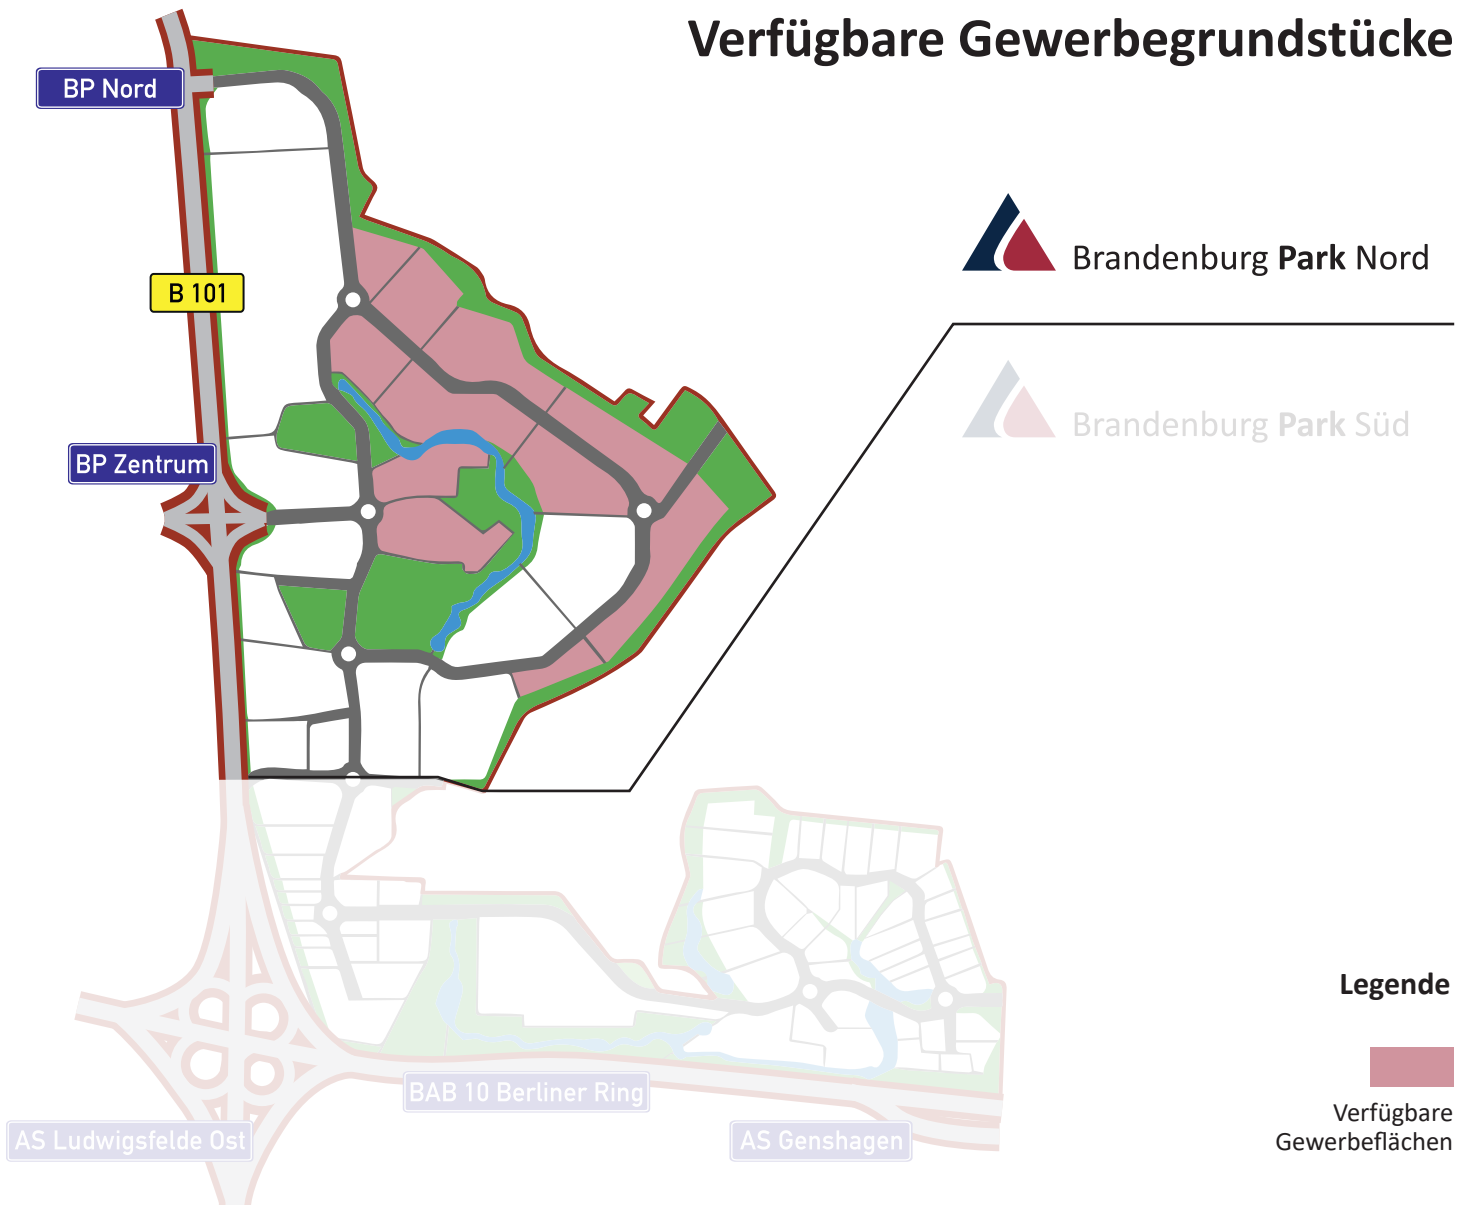 Verfügbare Gewerbegrundstücke
BP Nord
Brandenburg Park Nord
B 101
Brandenburg Park Süd
BP Zentrum
Legende
BAB 10 Berliner Ring
Verfügbare
Gewerbeflächen
AS Ludwigsfelde Ost
AS Genshagen